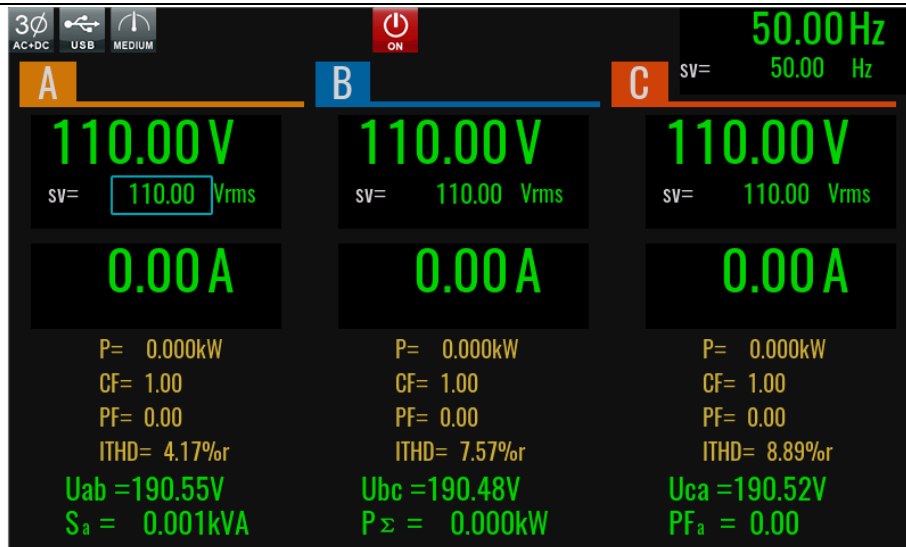 3Ø
AC+DC
USB
MEDIUM
ON
50.00 Hz
sv= 50.00 Hz
A
B
C
110.00 V
sv= 110.00 Vrms
110.00 V
sv= 110.00 Vrms
110.00 V
sv= 110.00 Vrms
0.00 A
0.00 A
0.00 A
P= 0.000kW
CF= 1.00
PF= 0.00
ITHD= 4.17%r
P= 0.000kW
CF= 1.00
PF= 0.00
ITHD= 7.57%r
P= 0.000kW
CF= 1.00
PF= 0.00
ITHD= 8.89%r
Uab =190.55V
Sa = 0.001kVA
Ubc =190.48V
PΣ = 0.000kW
Uca =190.52V
PFa = 0.00